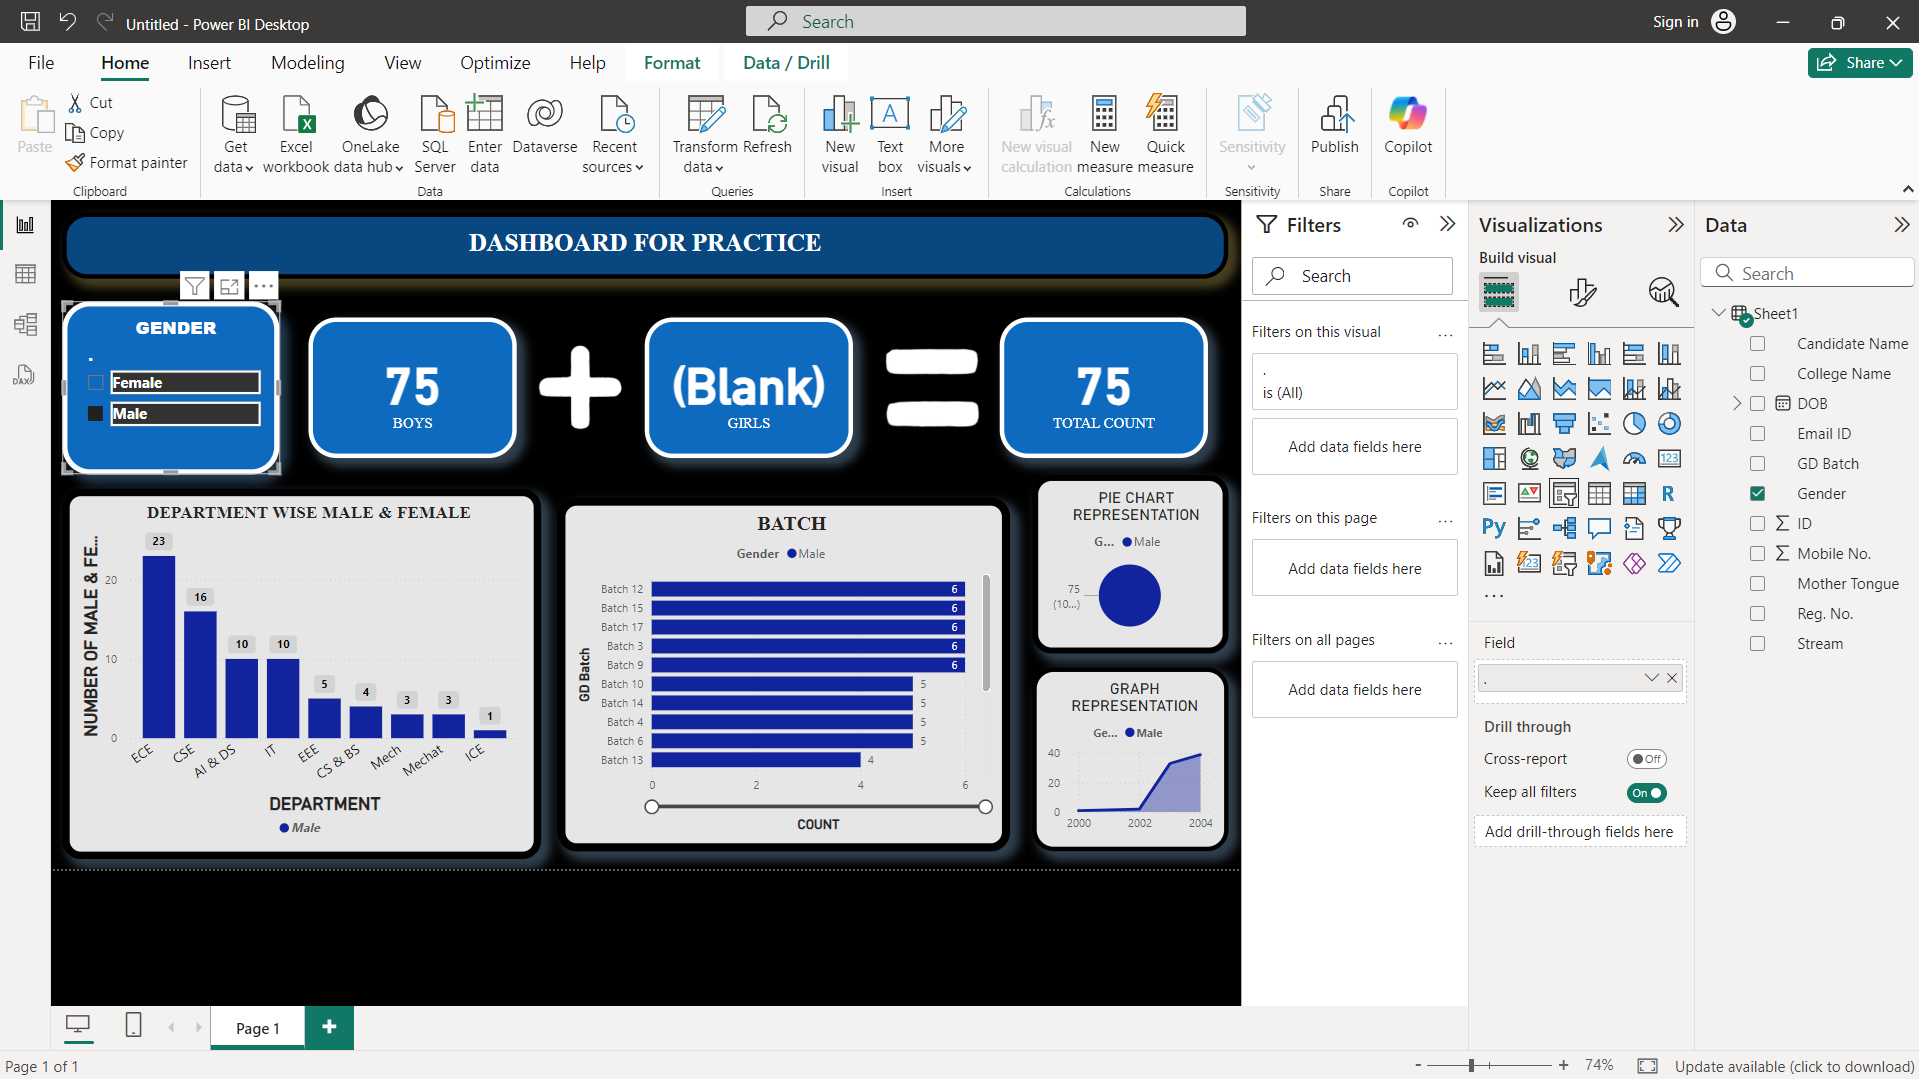 Untitled - Power BI Desktop
Search
Sign in
File
Home
Insert
Modeling
View
Optimize
Help
Format
Data / Drill
Share
Paste
Cut
Copy
Format painter
Clipboard
Get data
Excel workbook
OneLake data hub
SQL Server
Enter data
Dataverse
Recent sources
Data
Transform data
Refresh
Queries
New visual
Text box
More visuals
Insert
New visual calculation
New measure
Quick measure
Calculations
Sensitivity
Sensitivity
Publish
Share
Copilot
Copilot
DASHBOARD FOR PRACTICE
GENDER
.
Female
Male
75
BOYS
(Blank)
GIRLS
75
TOTAL COUNT
DEPARTMENT WISE MALE & FEMALE
NUMBER OF MALE & FE...
20
10
0
23
16
10
10
5
4
3
3
1
ECE
CSE
AI & DS
IT
EEE
CS & BS
Mech
Mechat
ICE
DEPARTMENT
Male
BATCH
Gender Male
GD Batch
Batch 12 6
Batch 15 6
Batch 17 6
Batch 3 6
Batch 9 6
Batch 10 5
Batch 14 5
Batch 4 5
Batch 6 5
Batch 13 4
0 2 4 6
COUNT
PIE CHART
REPRESENTATION
G... Male
75
(10...)
GRAPH
REPRESENTATION
Ge... Male
40
20
0
2000 2002 2004
Filters
Search
Filters on this visual ...
.
is (All)
Add data fields here
Filters on this page ...
Add data fields here
Filters on all pages ...
Add data fields here
Visualizations
Build visual
123
R
Py
123
...
Field
.
Drill through
Cross-report Off
Keep all filters On
Add drill-through fields here
Data
Search
Sheet1
Candidate Name
College Name
DOB
Email ID
GD Batch
Gender
ID
Mobile No.
Mother Tongue
Reg. No.
Stream
DAX
Page 1
+
Page 1 of 1
- + 74%
Update available (click to download)